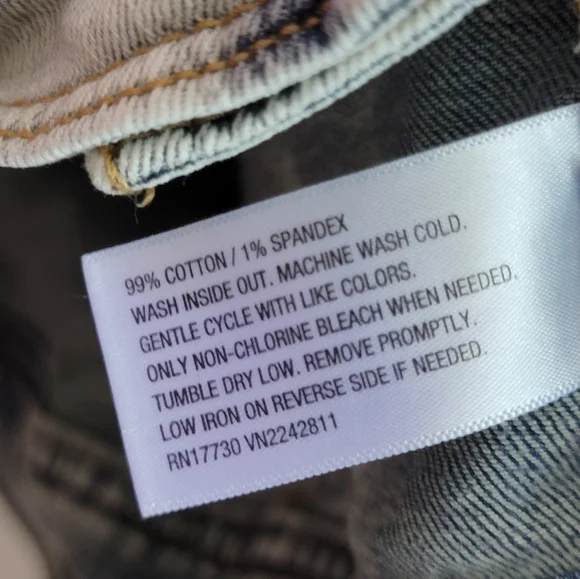 99% COTTON / 1% SPANDEX
WASH INSIDE OUT. MACHINE WASH COLD.
GENTLE CYCLE WITH LIKE COLORS.
ONLY NON-CHLORINE BLEACH WHEN NEEDED.
TUMBLE DRY LOW. REMOVE PROMPTLY.
LOW IRON ON REVERSE SIDE IF NEEDED.
RN17730 VN2242811